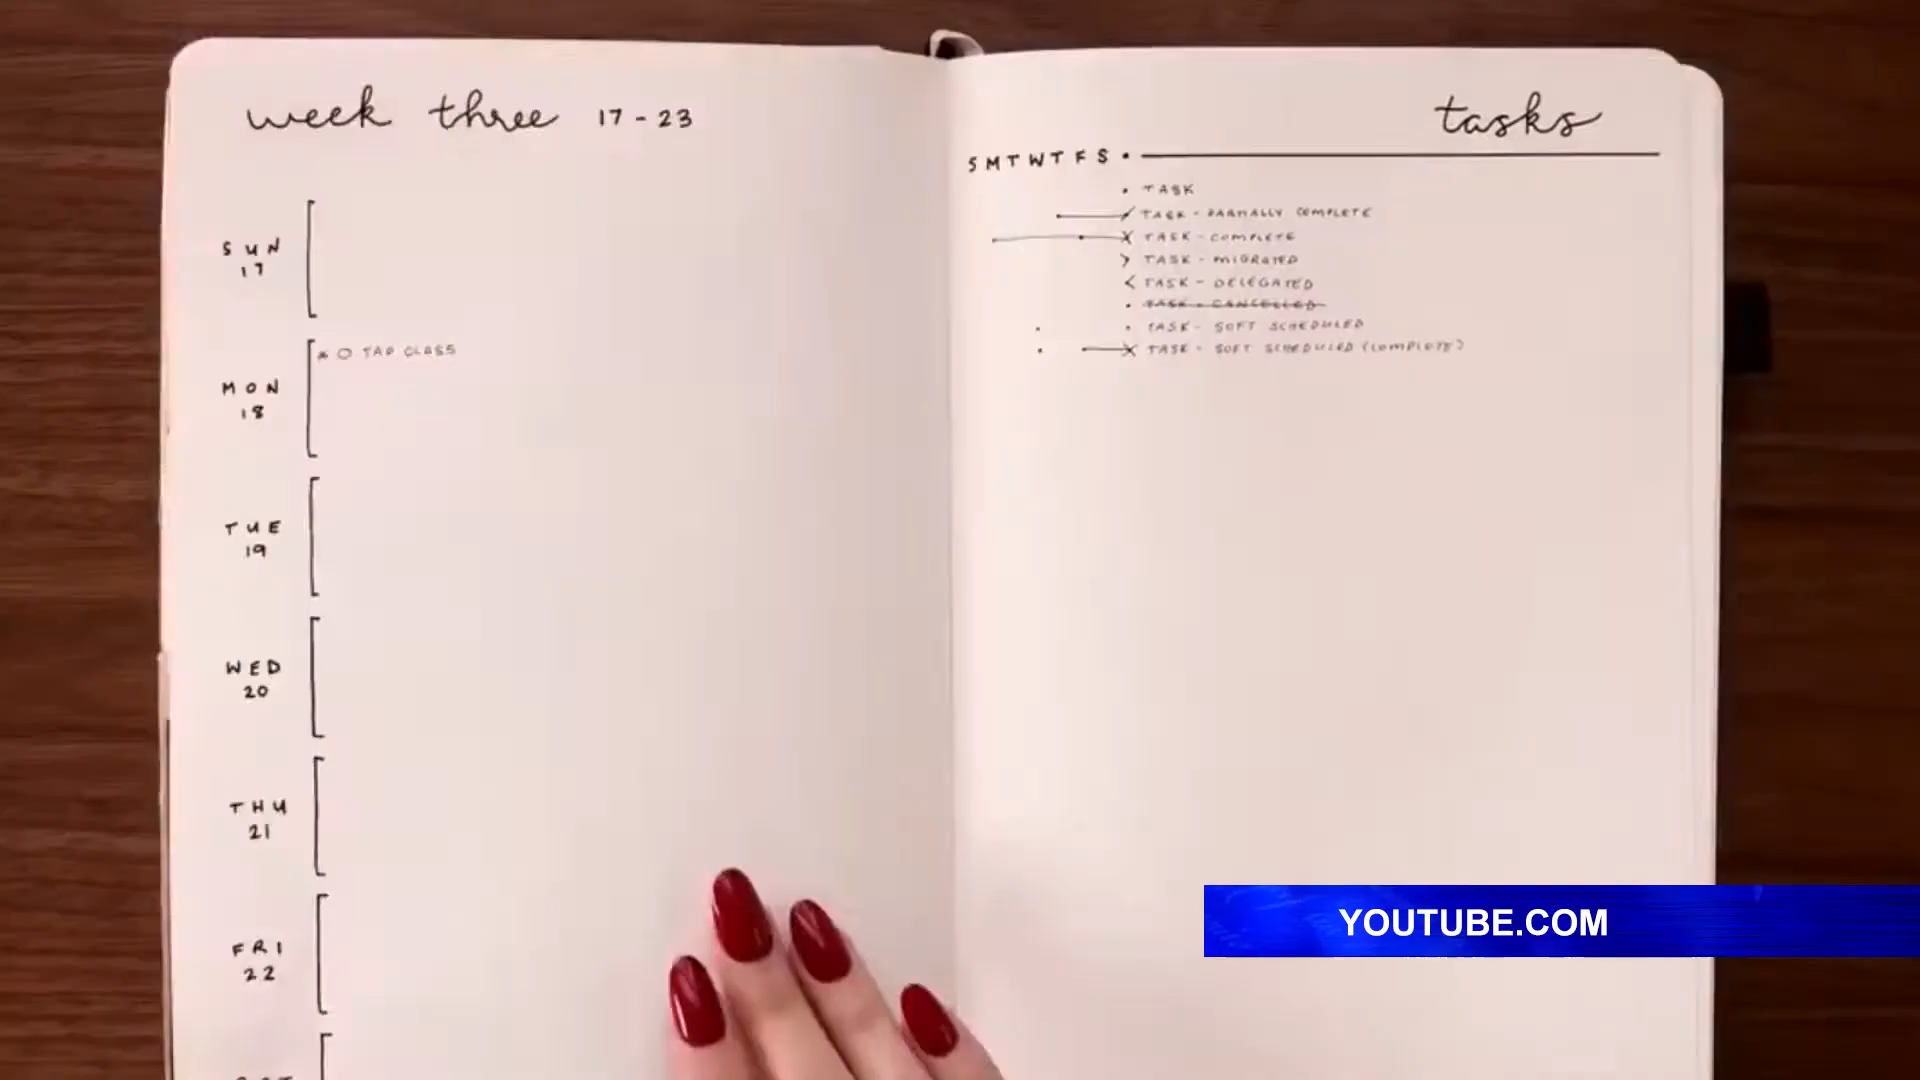 week three 17 - 23
SUN
17
MON
18
* O TAP CLASS
TUE
19
WED
20
THU
21
FRI
22
tasks
S M T W T F S •
• TASK
/ TASK - PARTIALLY COMPLETE
X TASK - COMPLETE
> TASK - MIGRATED
< TASK - DELEGATED
• TASK - CANCELLED
• TASK - SOFT SCHEDULED
X TASK - SOFT SCHEDULED (COMPLETE)
YOUTUBE.COM